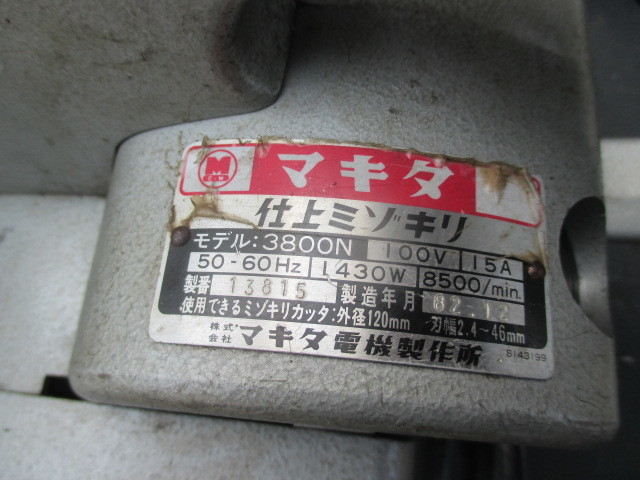 マキタ
仕上ミゾキリ
モデル:3800N 100V 15A
50-60Hz 1430W 8500/min.
製番 13815 製造年月 82.12
使用できるミゾキリカッタ:外径120mm 刃幅2.4~46mm
株式会社 マキタ電機製作所
8143199